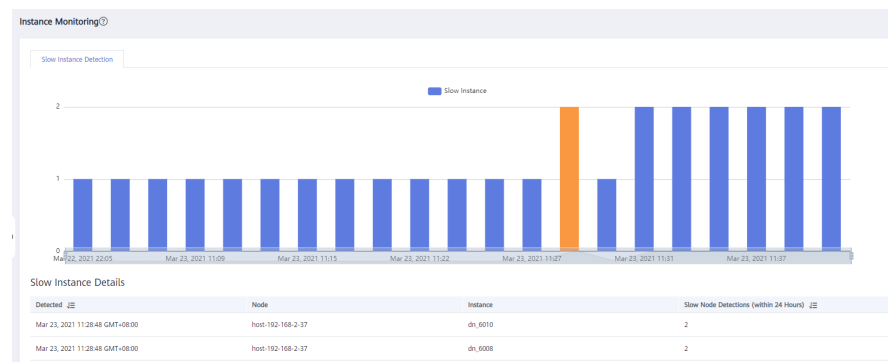 Instance Monitoring?
Slow Instance Detection
Slow Instance
2
1
0
Mar 22, 2021 22:05 Mar 23, 2021 11:09 Mar 23, 2021 11:15 Mar 23, 2021 11:22 Mar 23, 2021 11:27 Mar 23, 2021 11:31 Mar 23, 2021 11:37
Slow Instance Details
Detected Node Instance Slow Node Detections (within 24 Hours)
Mar 23, 2021 11:28:48 GMT+08:00 host-192-168-2-37 dn_6010 2
Mar 23, 2021 11:28:48 GMT+08:00 host-192-168-2-37 dn_6008 2